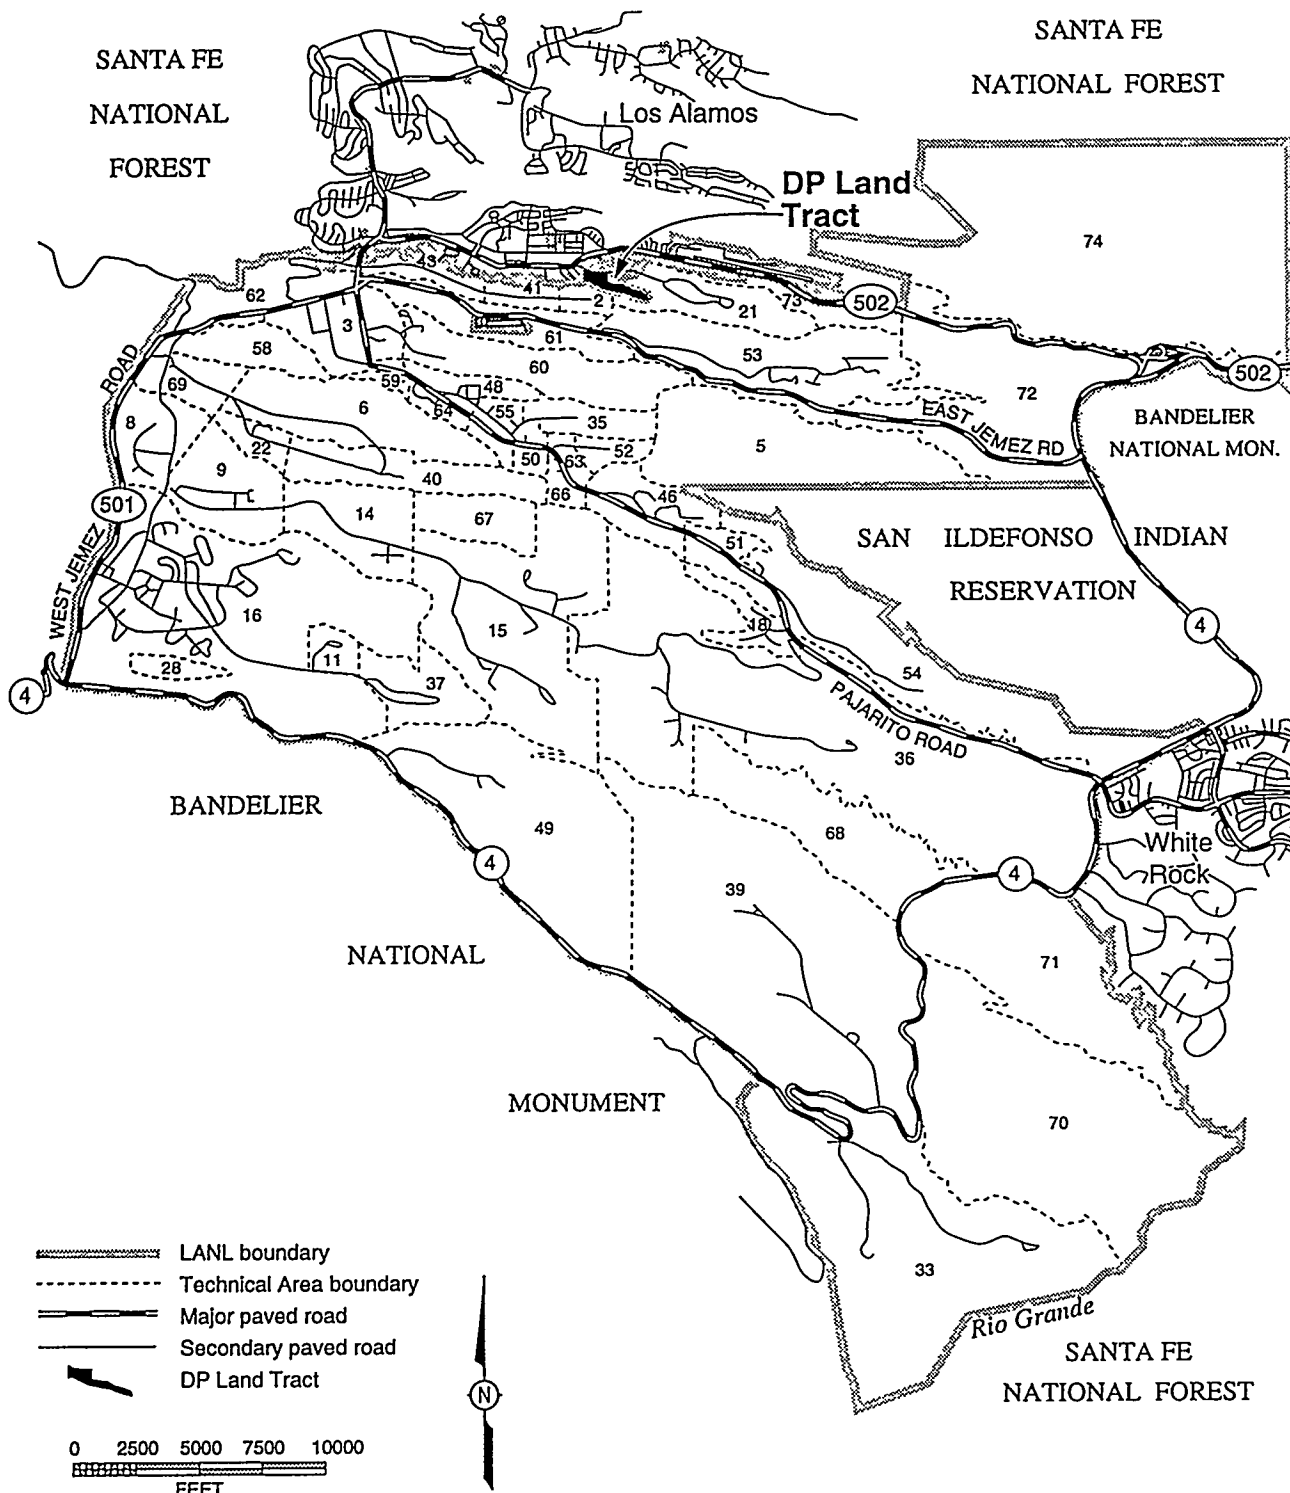 SANTA FE
NATIONAL
FOREST
SANTA FE
NATIONAL FOREST
Los Alamos
DP Land
Tract
74
43
62
41
2
21
73
502
3
61
53
58
60
502
59
48
72
69
6
64
55
35
EAST JEMEZ RD
BANDELIER
NATIONAL MON.
ROAD
8
22
9
50
63
52
5
40
66
46
501
14
67
51
SAN ILDEFONSO INDIAN
RESERVATION
WEST JEMEZ
16
15
18
4
28
11
37
54
4
PAJARITO ROAD
36
BANDELIER
49
68
White
Rock
4
4
39
NATIONAL
71
MONUMENT
70
33
Rio Grande
SANTA FE
NATIONAL FOREST
LANL boundary
Technical Area boundary
Major paved road
Secondary paved road
DP Land Tract
N
0 2500 5000 7500 10000
FEET